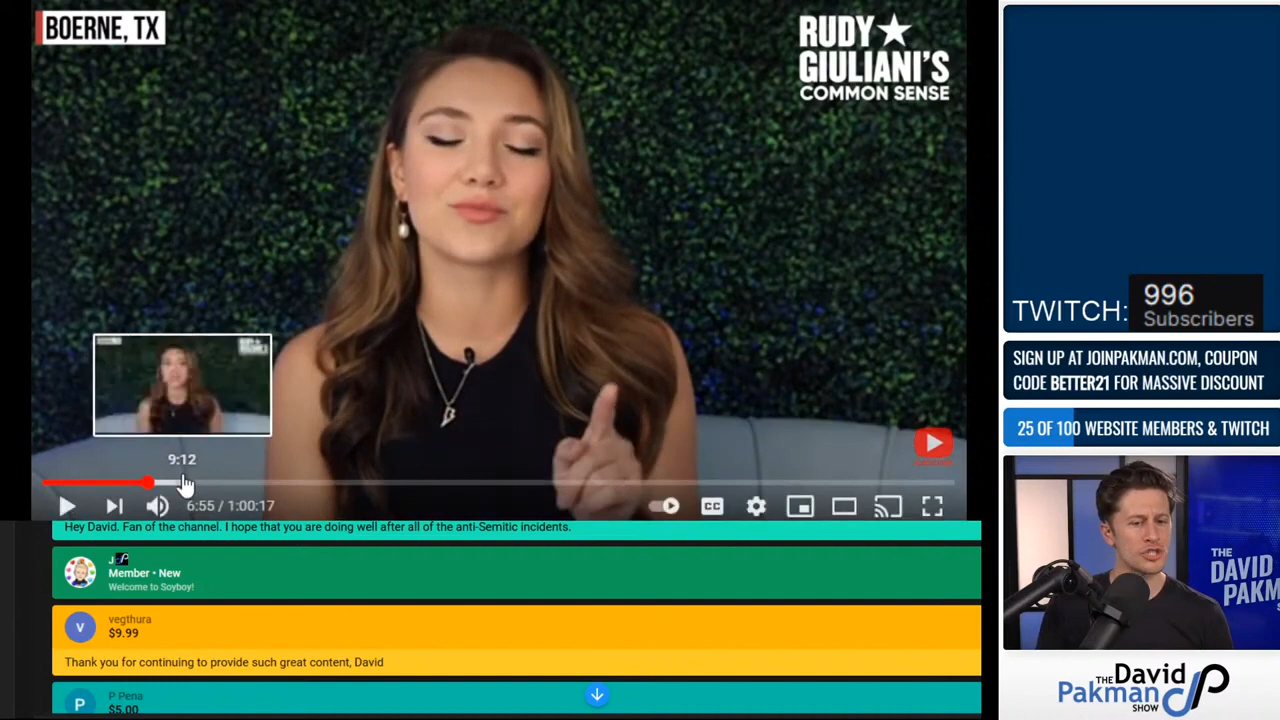 BOERNE, TX
RUDY
GIULIANI'S
COMMON SENSE
9:12
6:55 / 1:00:17
CC
Hey David. Fan of the channel. I hope that you are doing well after all of the anti-Semitic incidents.
J
Member • New
Welcome to Soyboy!
V
vegthura
$9.99
Thank you for continuing to provide such great content, David
P
P Pena
$5.00
TWITCH:
996
Subscribers
SIGN UP AT JOINPAKMAN.COM, COUPON
CODE BETTER21 FOR MASSIVE DISCOUNT
25 OF 100 WEBSITE MEMBERS & TWITCH
THE
DAVID
PAKM
THE David
Pakman
SHOW